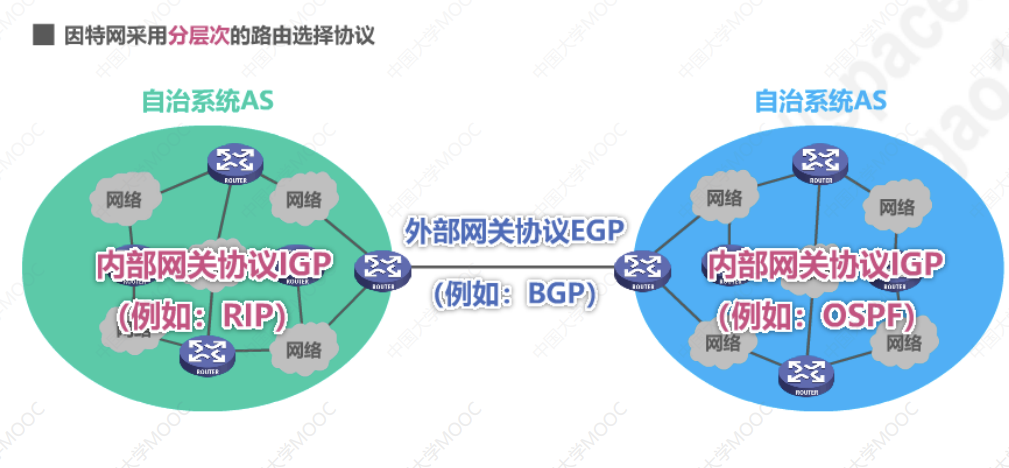 因特网采用分层次的路由选择协议
自治系统AS
自治系统AS
ROUTER
ROUTER
网络
网络
网络
网络
外部网关协议EGP
内部网关协议IGP
内部网关协议IGP
ROUTER
ROUTER
(例如：BGP)
(例如：RIP)
(例如：OSPF)
网络
网络
网络
网络
ROUTER
ROUTER
中国大学MOOC